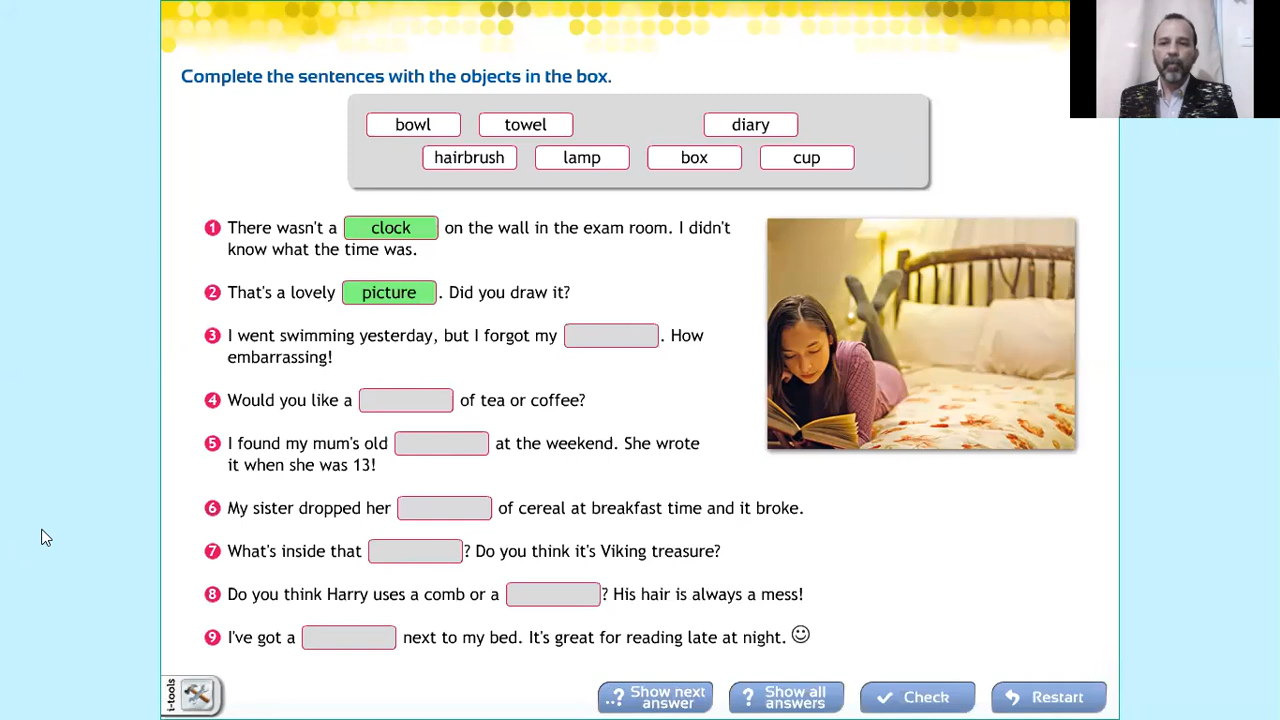 Complete the sentences with the objects in the box.
bowl towel diary
hairbrush lamp box cup
1 There wasn't a clock on the wall in the exam room. I didn't
know what the time was.
2 That's a lovely picture. Did you draw it?
3 I went swimming yesterday, but I forgot my . How
embarrassing!
4 Would you like a of tea or coffee?
5 I found my mum's old at the weekend. She wrote
it when she was 13!
6 My sister dropped her of cereal at breakfast time and it broke.
7 What's inside that ? Do you think it's Viking treasure?
8 Do you think Harry uses a comb or a ? His hair is always a mess!
9 I've got a next to my bed. It's great for reading late at night. ☺
i-tools
..? Show next
answer
? Show all
answers
Check
Restart